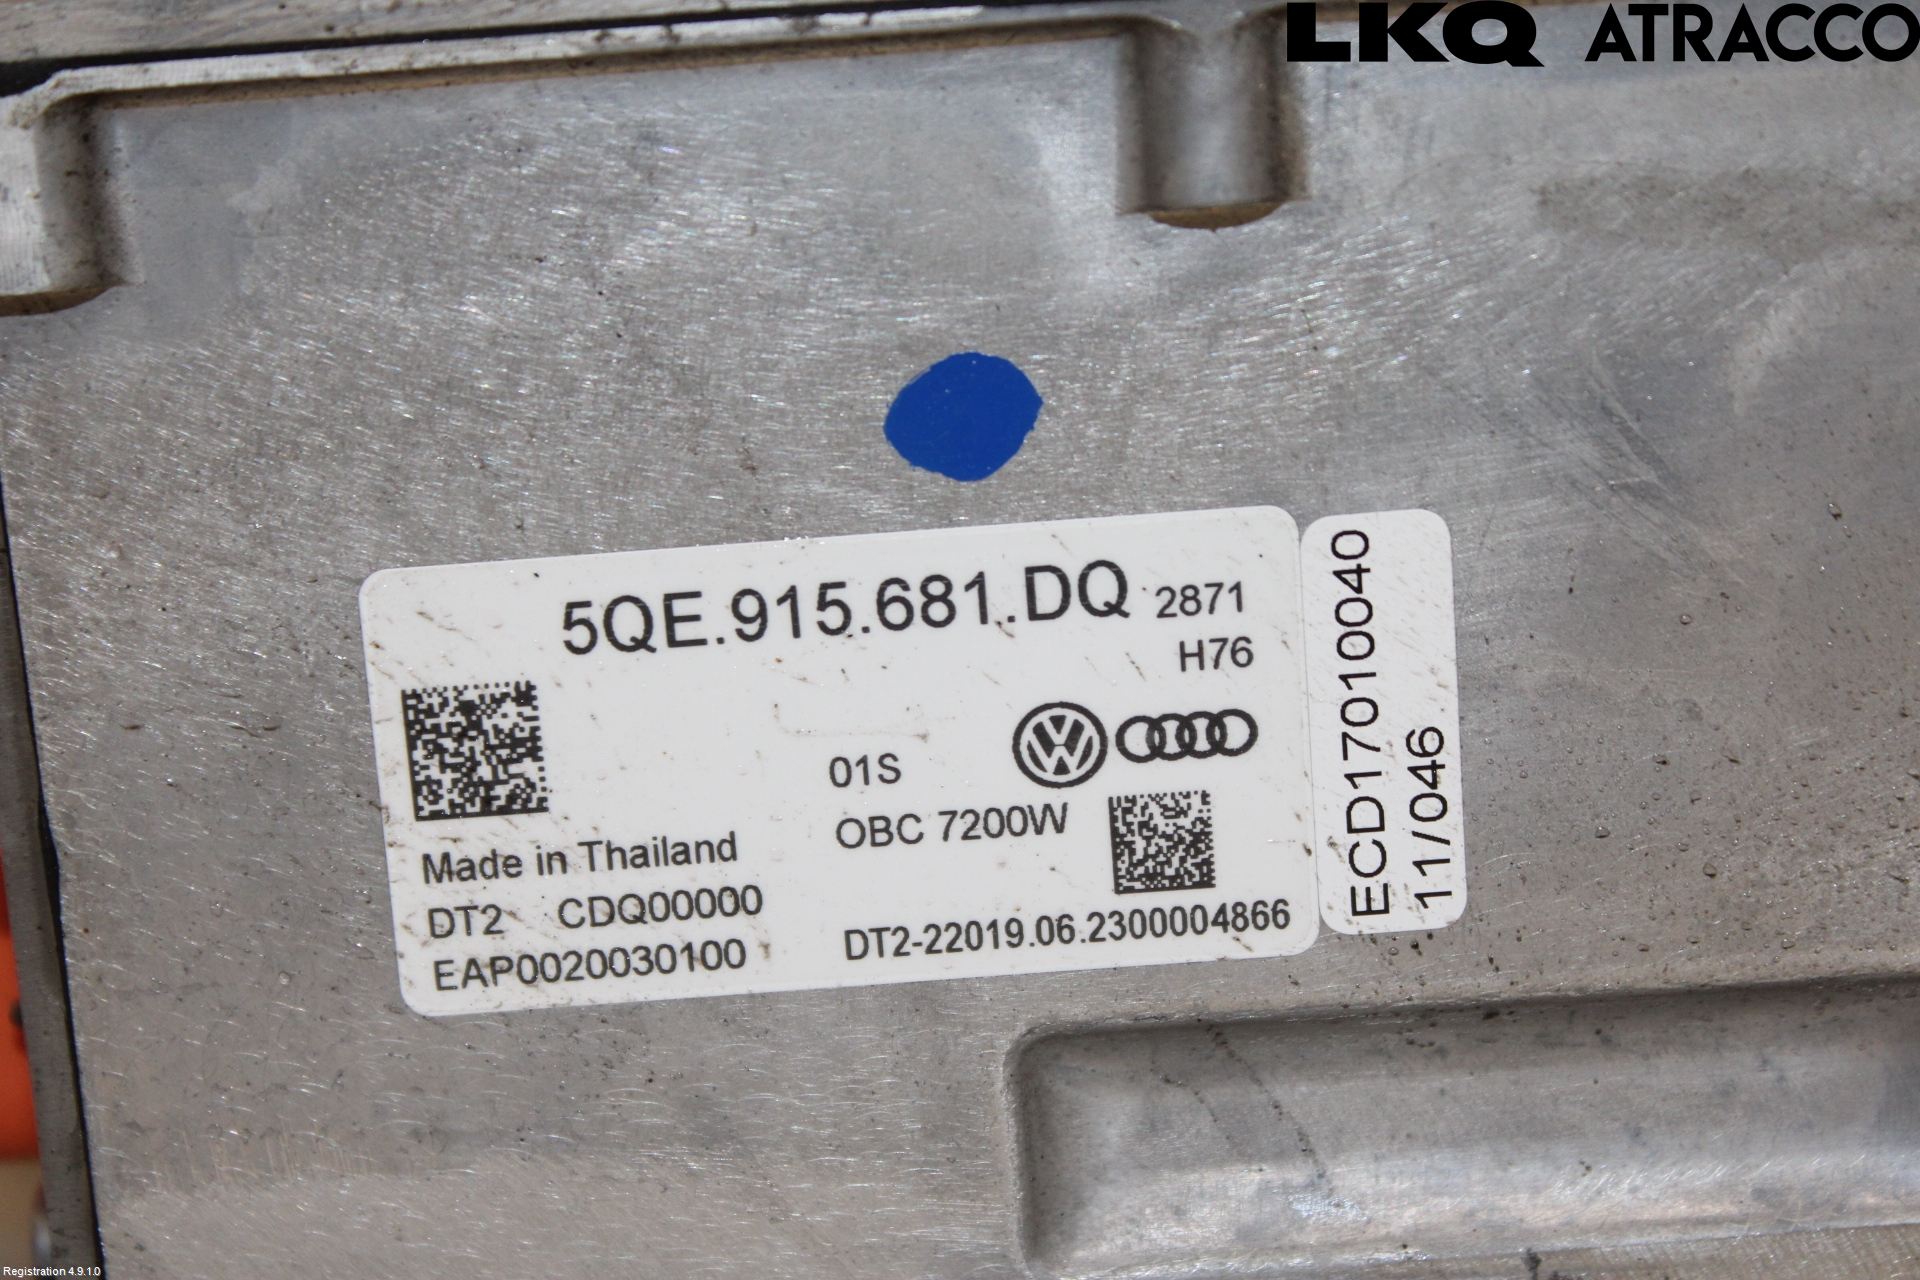 LKQ ATRACCO
5QE.915.681.DQ 2871
H76
01S
OBC 7200W
Made in Thailand
DT2 CDQ00000
EAP0020030100
DT2-22019.06.2300004866
ECD17010040
11/046
Registration 4.9.1.0